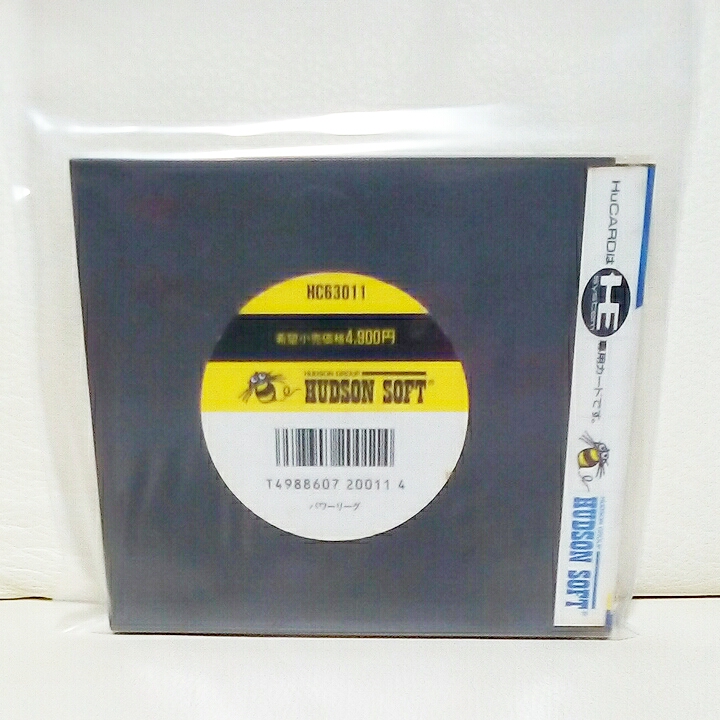 HC63011
希望小売価格4,900円
HUDSON GROUP
HUDSON SOFT®
T4988607 20011 4
パワーリーグ
HuCARDは
HE
SYSTEM
専用カードです。
HUDSON GROUP
HUDSON SOFT®